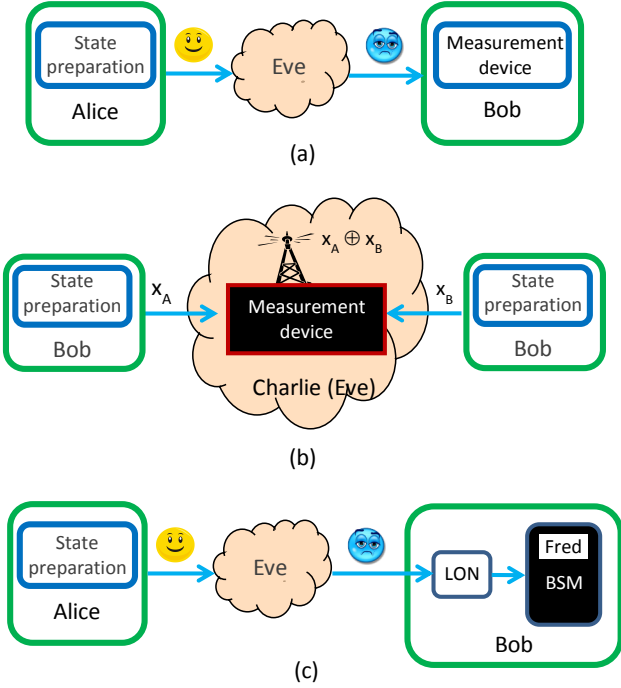 State
preparation
Alice
Eve
Measurement
device
Bob
(a)
x_A ⊕ x_B
State
preparation
Bob
x_A
Measurement
device
x_B
State
preparation
Bob
Charlie (Eve)
(b)
State
preparation
Alice
Eve
LON
Fred
BSM
Bob
(c)